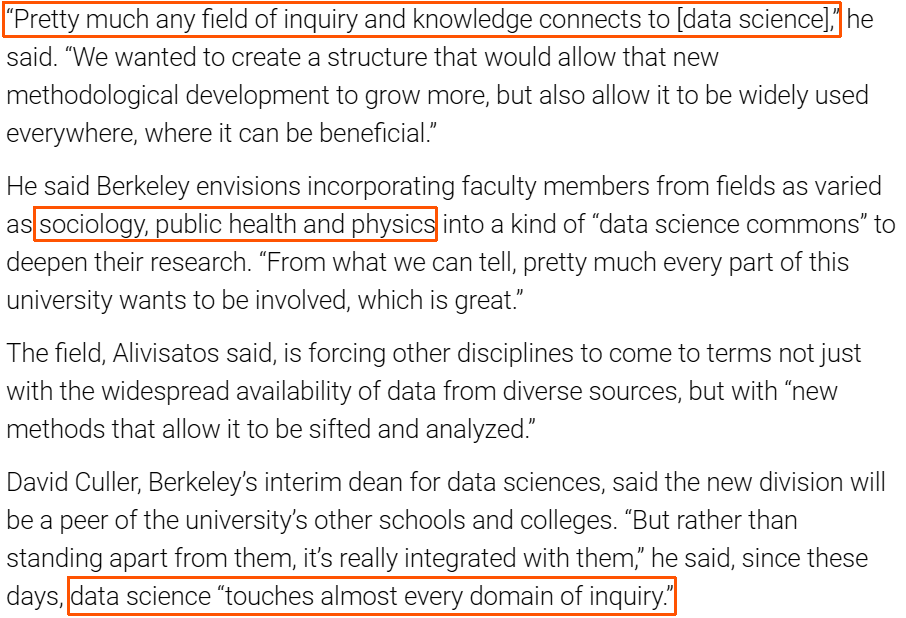 “Pretty much any field of inquiry and knowledge connects to [data science],” he
said. “We wanted to create a structure that would allow that new
methodological development to grow more, but also allow it to be widely used
everywhere, where it can be beneficial.”
He said Berkeley envisions incorporating faculty members from fields as varied
as sociology, public health and physics into a kind of “data science commons” to
deepen their research. “From what we can tell, pretty much every part of this
university wants to be involved, which is great.”
The field, Alivisatos said, is forcing other disciplines to come to terms not just
with the widespread availability of data from diverse sources, but with “new
methods that allow it to be sifted and analyzed.”
David Culler, Berkeley’s interim dean for data sciences, said the new division will
be a peer of the university’s other schools and colleges. “But rather than
standing apart from them, it’s really integrated with them,” he said, since these
days, data science “touches almost every domain of inquiry.”